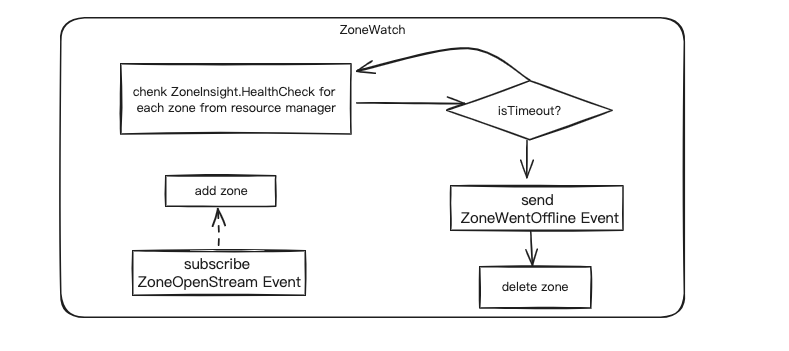 ZoneWatch
chenk ZoneInsight.HealthCheck for
each zone from resource manager
isTimeout?
add zone
send
ZoneWentOffline Event
subscribe
ZoneOpenStream Event
delete zone